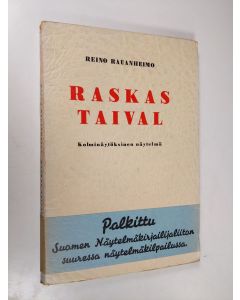 REINO RAUANHEIMO
RASKAS
TAIVAL
Kolminäytöksinen näytelmä
Palkittu
Suomen Näytelmäkirjailijaliiton
suuressa näytelmäkilpailussa.